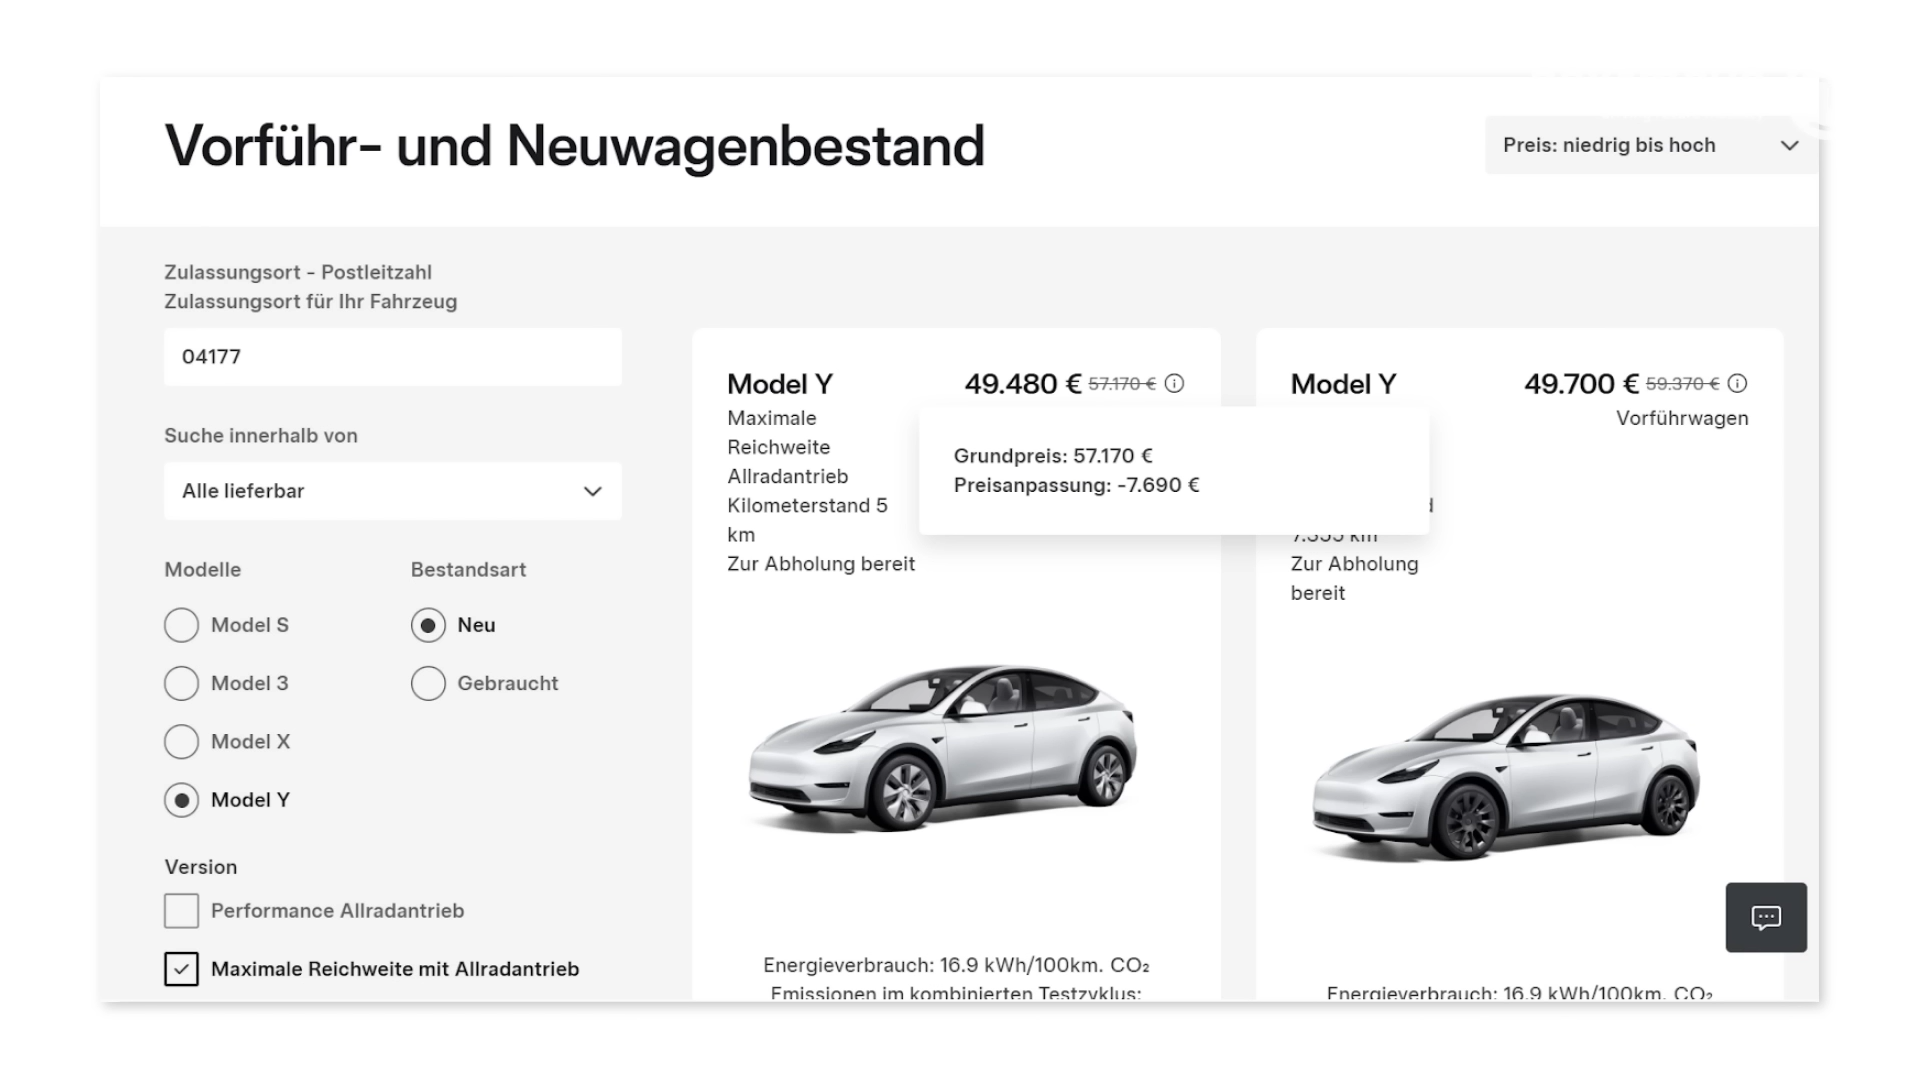 Vorführ- und Neuwagenbestand
Preis: niedrig bis hoch
Zulassungsort - Postleitzahl
Zulassungsort für Ihr Fahrzeug
04177
Suche innerhalb von
Alle lieferbar
Modelle
Model S
Model 3
Model X
Model Y
Bestandsart
Neu
Gebraucht
Version
Performance Allradantrieb
Maximale Reichweite mit Allradantrieb
Model Y
49.480 € 57.170 €
Maximale
Reichweite
Allradantrieb
Kilometerstand 5
km
Zur Abholung bereit
Grundpreis: 57.170 €
Preisanpassung: -7.690 €
Energieverbrauch: 16.9 kWh/100km. CO₂
Emissionen im kombinierten Testzyklus:
Model Y
49.700 € 59.370 €
Vorführwagen
km
Zur Abholung
bereit
Energieverbrauch: 16.9 kWh/100km. CO₂